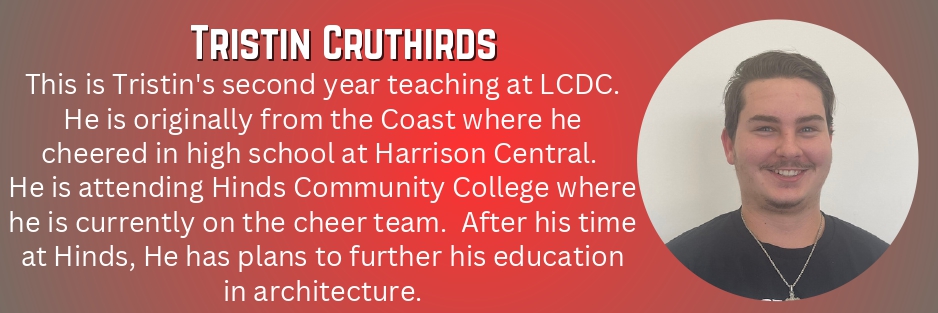 Tristin Cruthirds
This is Tristin's second year teaching at LCDC.
He is originally from the Coast where he
cheered in high school at Harrison Central.
He is attending Hinds Community College where
he is currently on the cheer team.  After his time
at Hinds, He has plans to further his education
in architecture.